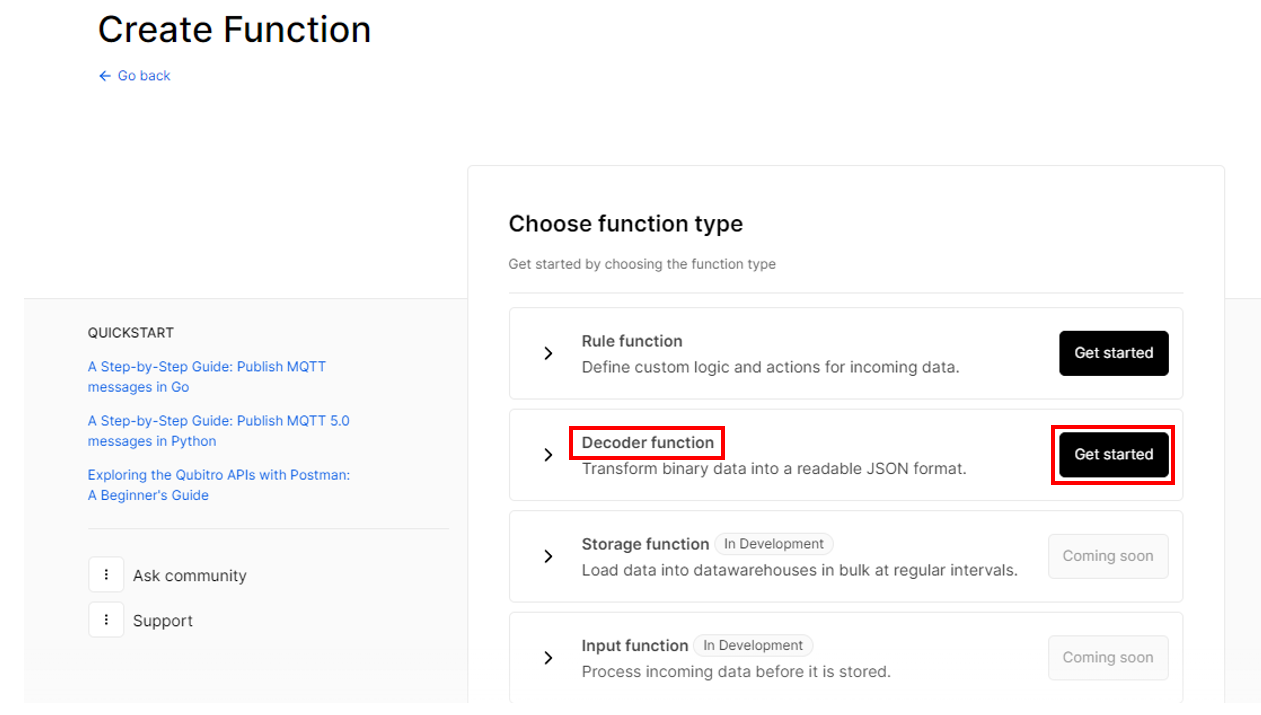 Create Function
← Go back
Choose function type
Get started by choosing the function type
QUICKSTART
A Step-by-Step Guide: Publish MQTT
messages in Go
A Step-by-Step Guide: Publish MQTT 5.0
messages in Python
Exploring the Qubitro APIs with Postman:
A Beginner's Guide
Ask community
Support
Rule function
Define custom logic and actions for incoming data.
Get started
Decoder function
Transform binary data into a readable JSON format.
Get started
Storage function In Development
Load data into datawarehouses in bulk at regular intervals.
Coming soon
Input function In Development
Process incoming data before it is stored.
Coming soon